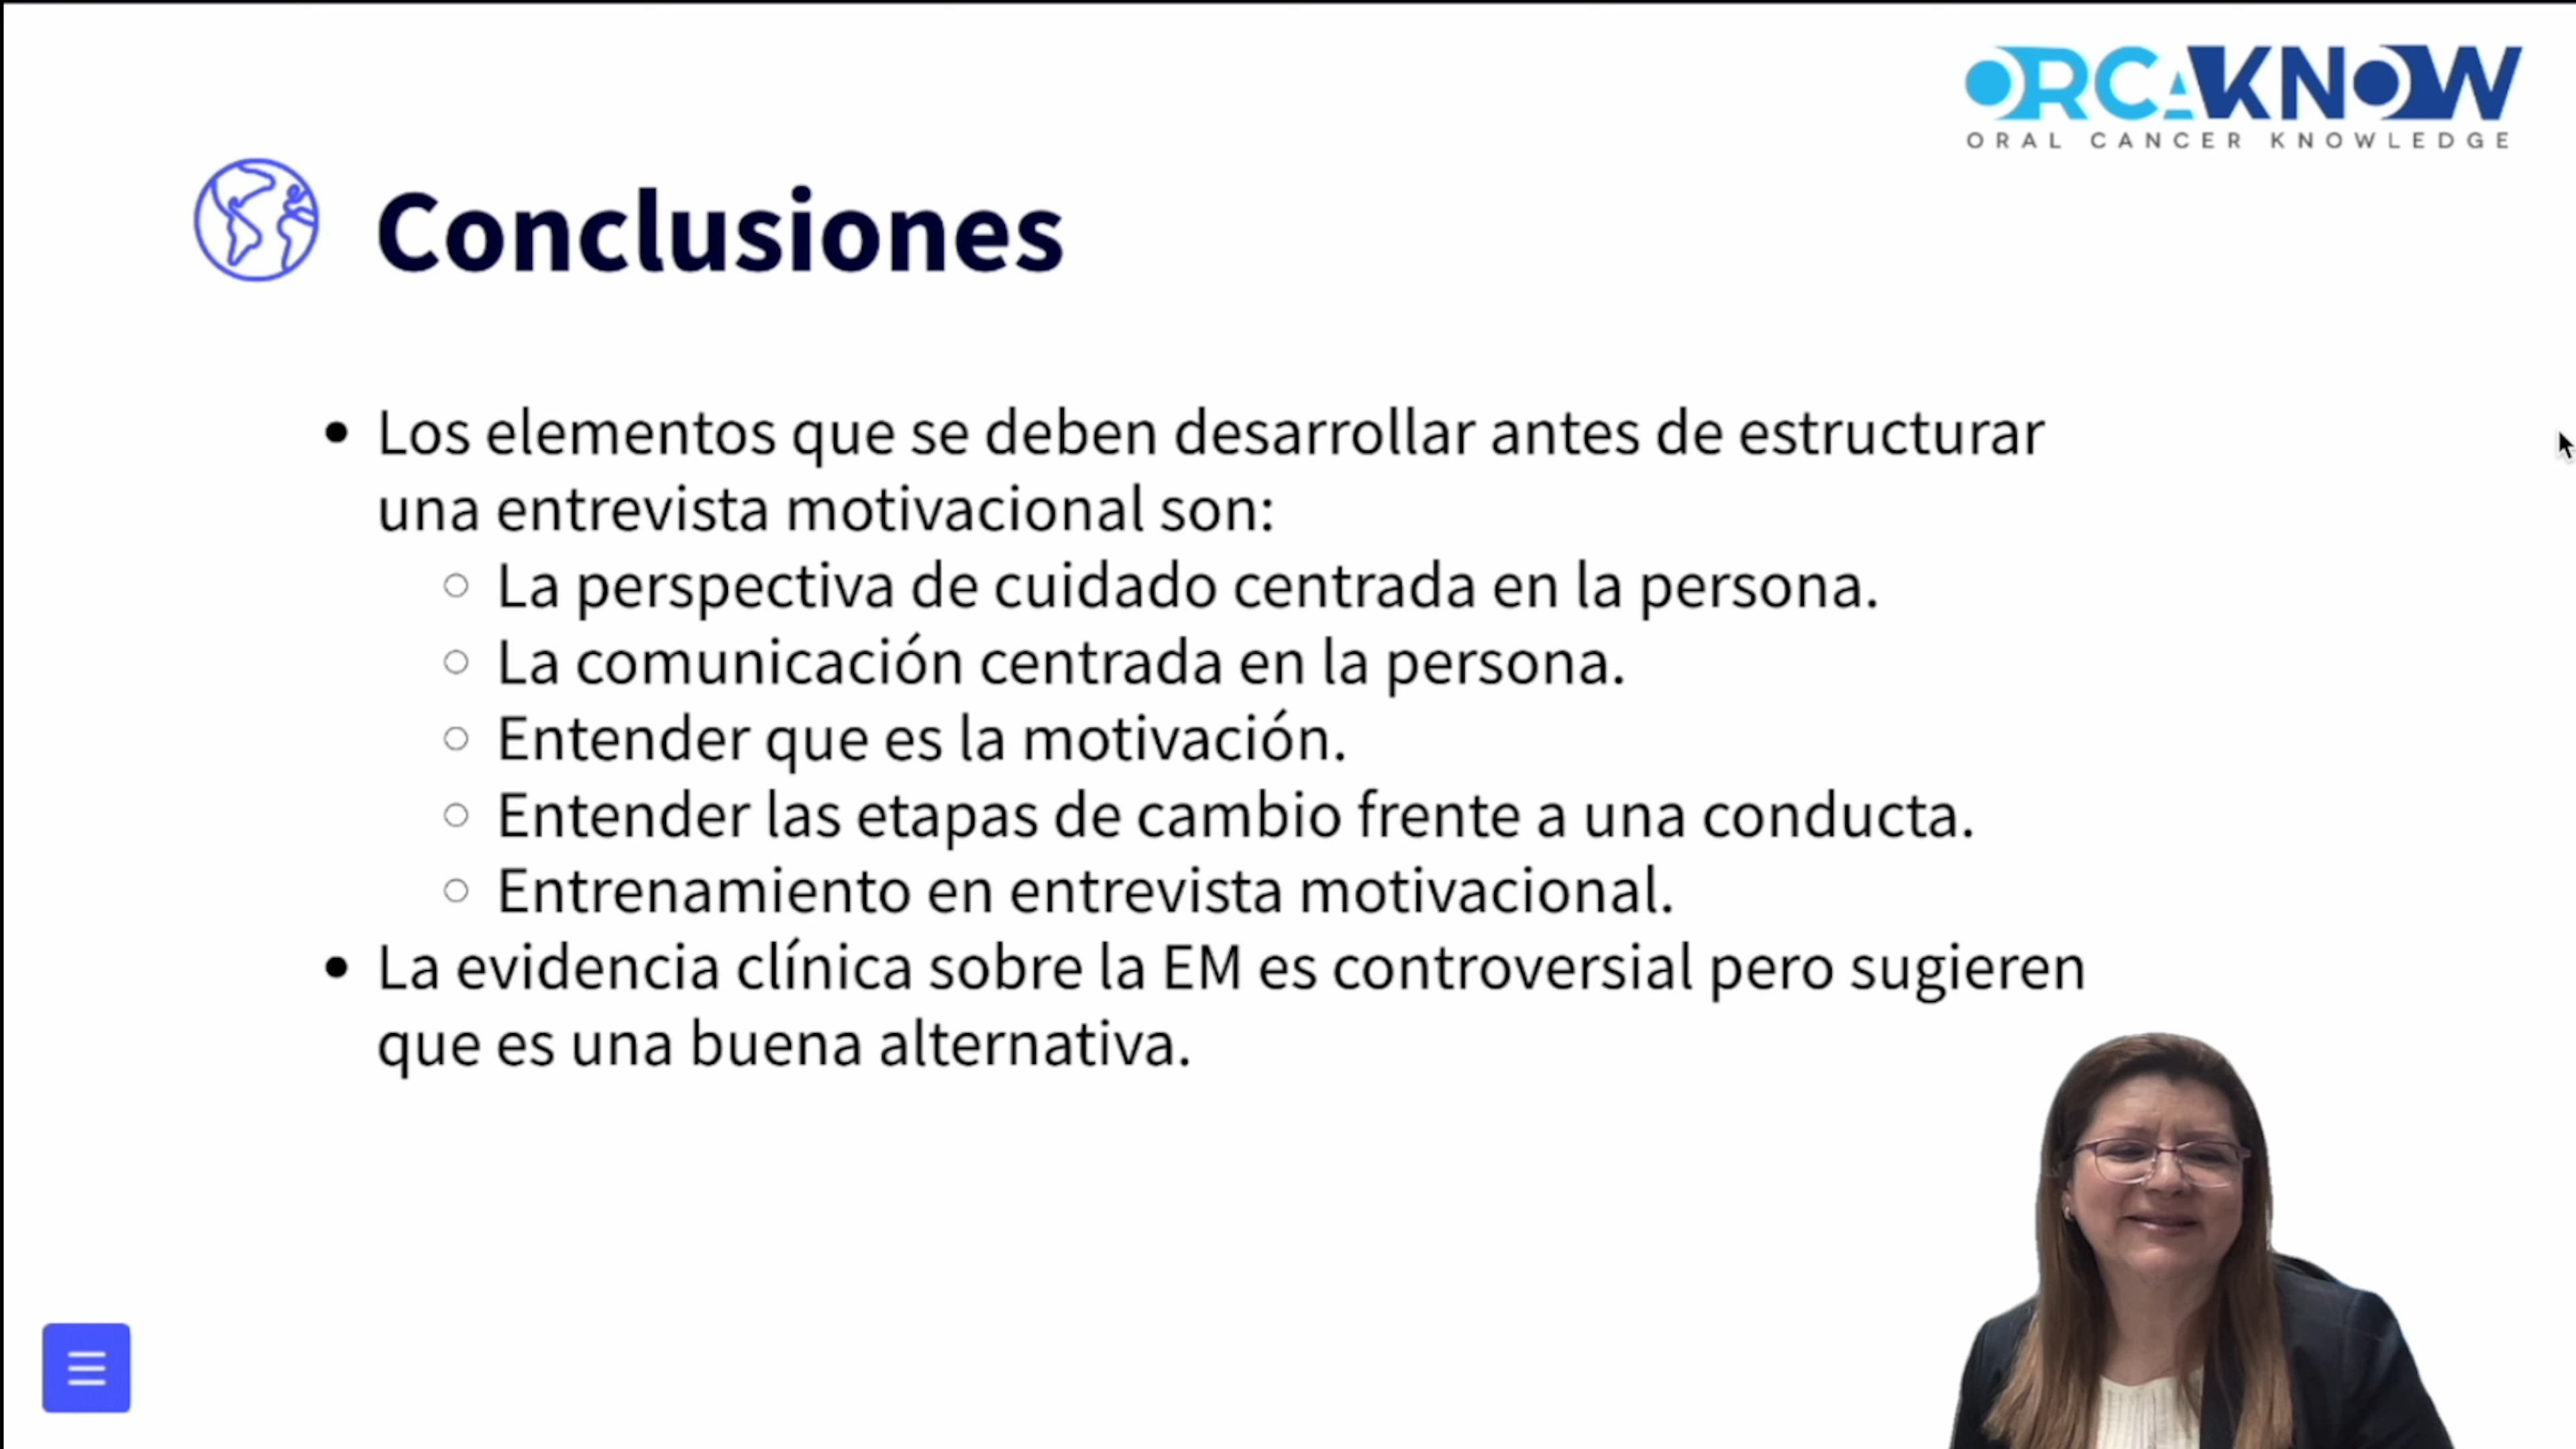 ORCAKNOW
ORAL CANCER KNOWLEDGE
Conclusiones
• Los elementos que se deben desarrollar antes de estructurar
una entrevista motivacional son:
○ La perspectiva de cuidado centrada en la persona.
○ La comunicación centrada en la persona.
○ Entender que es la motivación.
○ Entender las etapas de cambio frente a una conducta.
○ Entrenamiento en entrevista motivacional.
• La evidencia clínica sobre la EM es controversial pero sugieren
que es una buena alternativa.